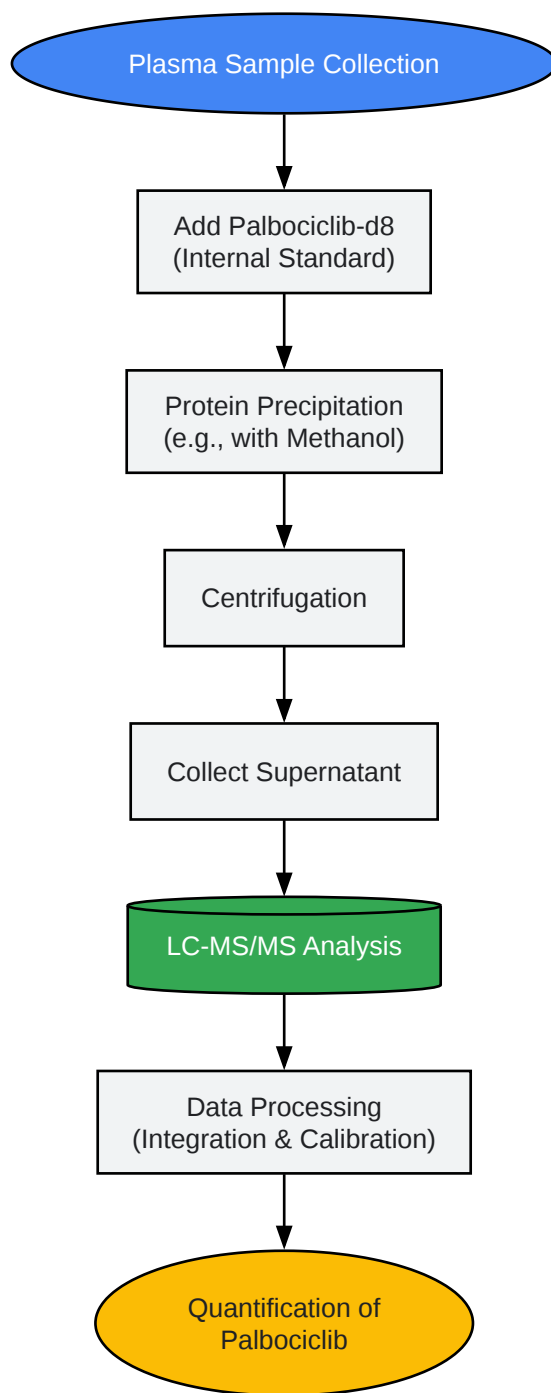 Plasma Sample Collection
Add Palbociclib-d8
(Internal Standard)
Protein Precipitation
(e.g., with Methanol)
Centrifugation
Collect Supernatant
LC-MS/MS Analysis
Data Processing
(Integration & Calibration)
Quantification of
Palbociclib